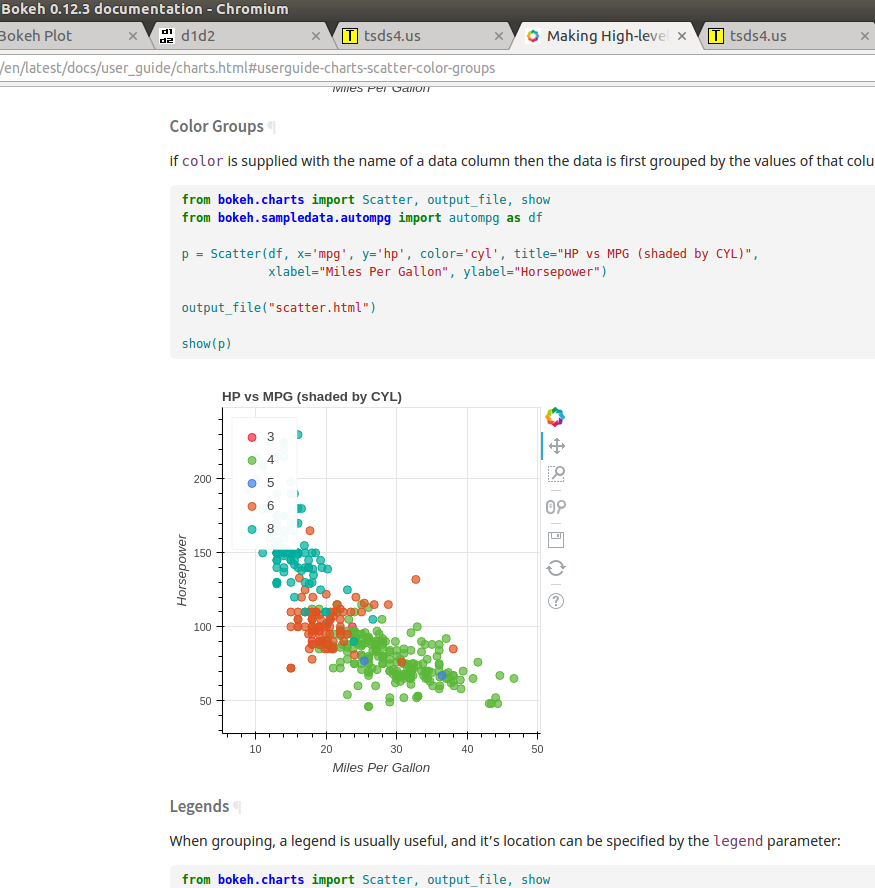 Bokeh 0.12.3 documentation - Chromium
Bokeh Plot × d1 d2 d1d2 × T tsds4.us × Making High-leve × T tsds4.us ×
/en/latest/docs/user_guide/charts.html#userguide-charts-scatter-color-groups
Miles Per Gallon
Color Groups ¶
if color is supplied with the name of a data column then the data is first grouped by the values of that colu
from bokeh.charts import Scatter, output_file, show
from bokeh.sampledata.autompg import autompg as df
p = Scatter(df, x='mpg', y='hp', color='cyl', title="HP vs MPG (shaded by CYL)",
xlabel="Miles Per Gallon", ylabel="Horsepower")
output_file("scatter.html")
show(p)
HP vs MPG (shaded by CYL)
3
4
5
6
8
200
150
100
50
Horsepower
10 20 30 40 50
Miles Per Gallon
?
Legends ¶
When grouping, a legend is usually useful, and it's location can be specified by the legend parameter:
from bokeh.charts import Scatter, output_file, show